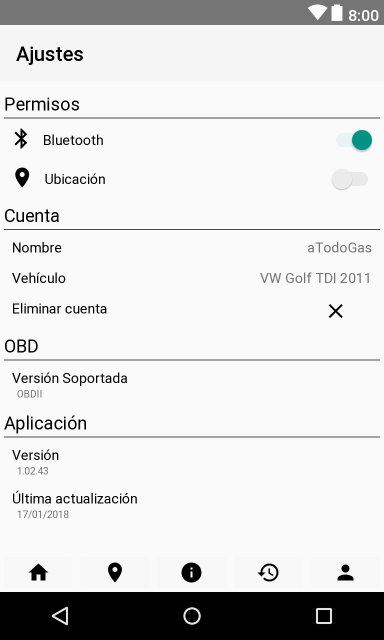 8:00
Ajustes
Permisos
Bluetooth
Ubicación
Cuenta
Nombre aTodoGas
Vehículo VW Golf TDI 2011
Eliminar cuenta
OBD
Versión Soportada
OBDII
Aplicación
Versión
1.02.43
Última actualización
17/01/2018